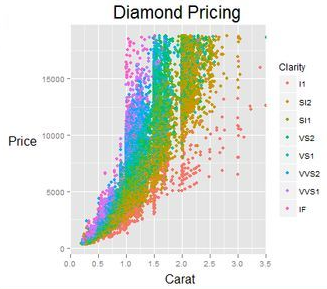 Diamond Pricing
Price
15000
10000
5000
0
0.0 0.5 1.0 1.5 2.0 2.5 3.0 3.5
Carat
Clarity
I1
SI2
SI1
VS2
VS1
VVS2
VVS1
IF